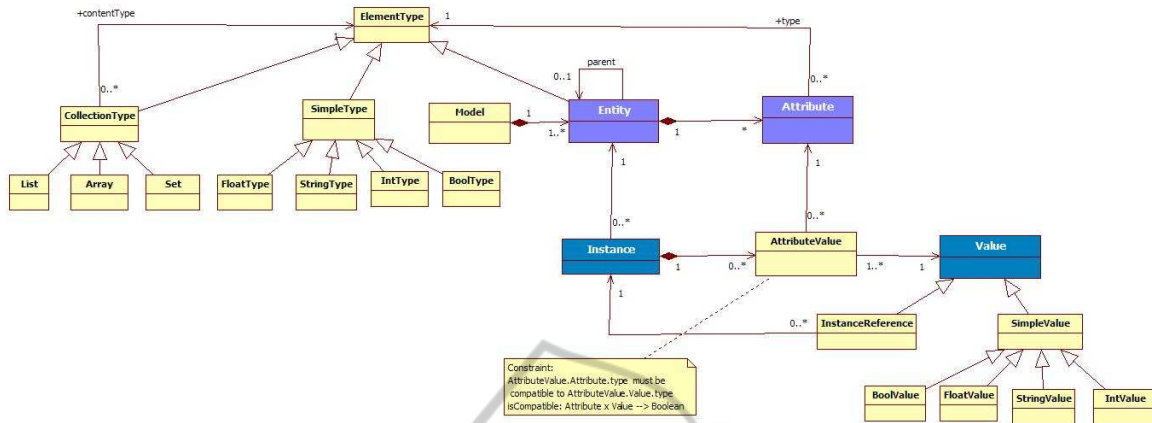 +contentType
ElementType
1
+type
1
parent
0..1
0..*
0..*
CollectionType
SimpleType
Model
1
1..*
Entity
1
*
Attribute
List
Array
Set
FloatType
StringType
IntType
BoolType
1
1
0..*
0..*
Instance
1
0..*
AttributeValue
1..*
1
Value
1
0..*
InstanceReference
SimpleValue
Constraint:
AttributeValue.Attribute.type must be
compatible to AttributeValue.Value.type
isCompatible: Attribute x Value --> Boolean
BoolValue
FloatValue
StringValue
IntValue